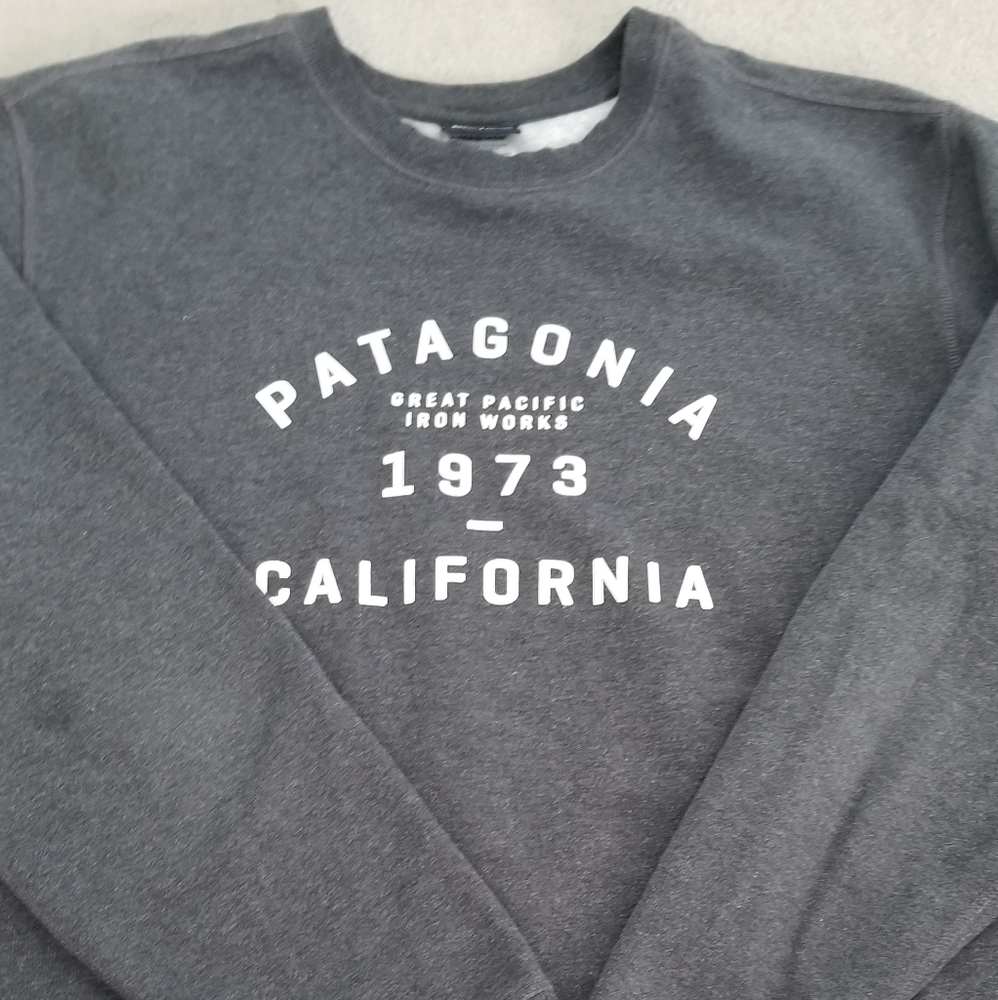 PATAGONIA
GREAT PACIFIC
IRON WORKS
1973
—
CALIFORNIA